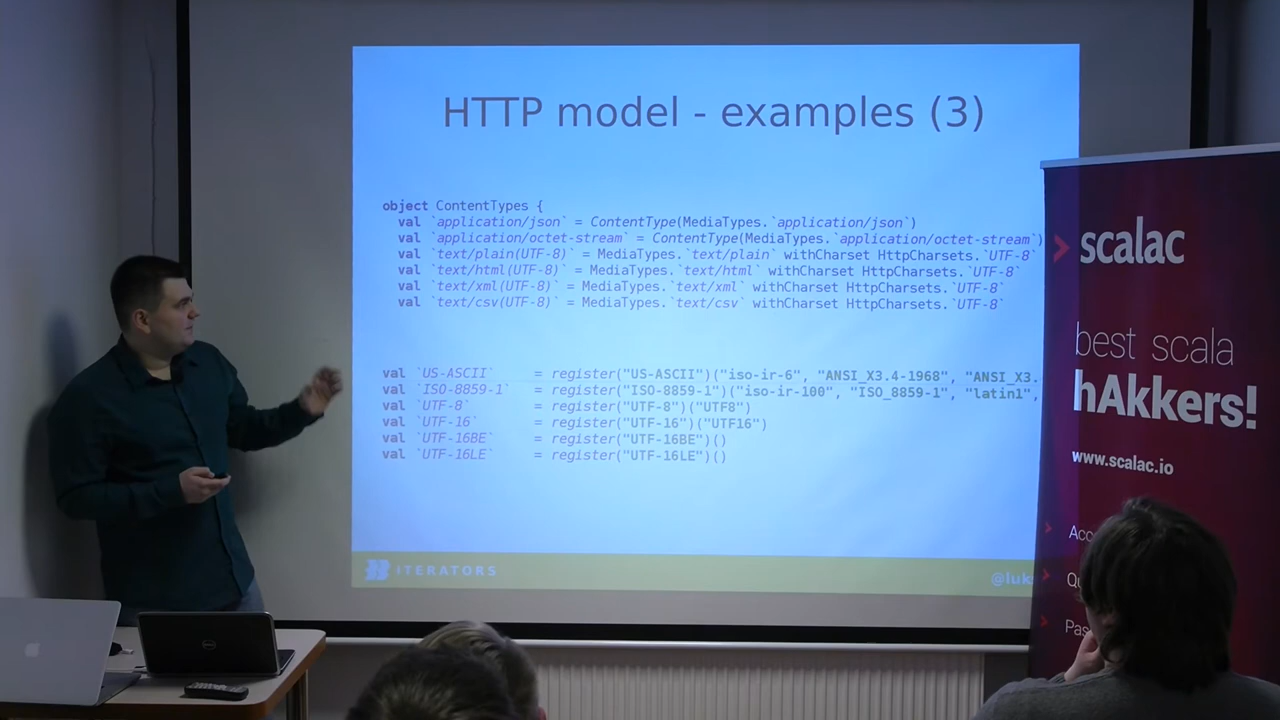 HTTP model - examples (3)
object ContentTypes {
val `application/json` = ContentType(MediaTypes.`application/json`)
val `application/octet-stream` = ContentType(MediaTypes.`application/octet-stream`)
val `text/plain(UTF-8)` = MediaTypes.`text/plain` withCharset HttpCharsets.`UTF-8`
val `text/html(UTF-8)` = MediaTypes.`text/html` withCharset HttpCharsets.`UTF-8`
val `text/xml(UTF-8)` = MediaTypes.`text/xml` withCharset HttpCharsets.`UTF-8`
val `text/csv(UTF-8)` = MediaTypes.`text/csv` withCharset HttpCharsets.`UTF-8`
val `US-ASCII` = register("US-ASCII")("iso-ir-6", "ANSI_X3.4-1968", "ANSI_X3.
val `ISO-8859-1` = register("ISO-8859-1")("iso-ir-100", "ISO_8859-1", "latin1",
val `UTF-8` = register("UTF-8")("UTF8")
val `UTF-16` = register("UTF-16")("UTF16")
val `UTF-16BE` = register("UTF-16BE")()
val `UTF-16LE` = register("UTF-16LE")()
ITERATORS
@luk
scalac
best scala
hAkkers!
www.scalac.io
Acc
Qu
Pas
DELL